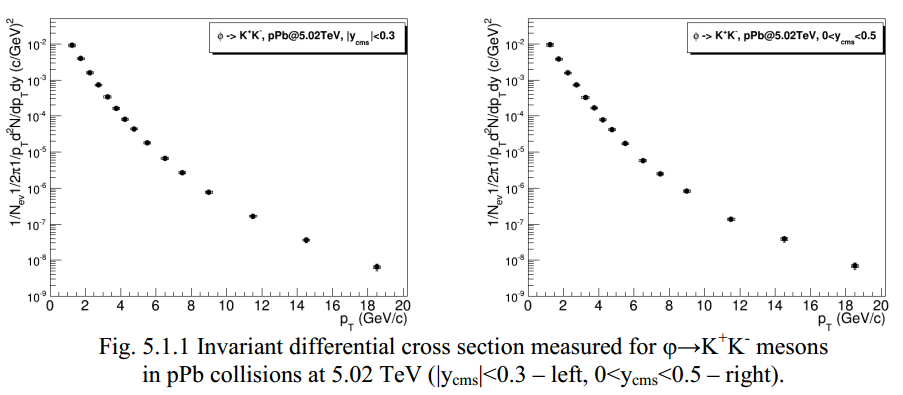 φ -> K⁺K⁻, pPb@5.02TeV, |y_cms|<0.3
1/N_ev 1/2π 1/p_T d²N/dp_T dy (c/GeV)²
10⁻²
10⁻³
10⁻⁴
10⁻⁵
10⁻⁶
10⁻⁷
10⁻⁸
10⁻⁹
0 2 4 6 8 10 12 14 16 18 20
p_T (GeV/c)
φ -> K⁺K⁻, pPb@5.02TeV, 0<y_cms<0.5
1/N_ev 1/2π 1/p_T d²N/dp_T dy (c/GeV)²
10⁻²
10⁻³
10⁻⁴
10⁻⁵
10⁻⁶
10⁻⁷
10⁻⁸
10⁻⁹
0 2 4 6 8 10 12 14 16 18 20
p_T (GeV/c)
Fig. 5.1.1 Invariant differential cross section measured for φ→K⁺K⁻ mesons
in pPb collisions at 5.02 TeV (|y_cms|<0.3 – left, 0<y_cms<0.5 – right).